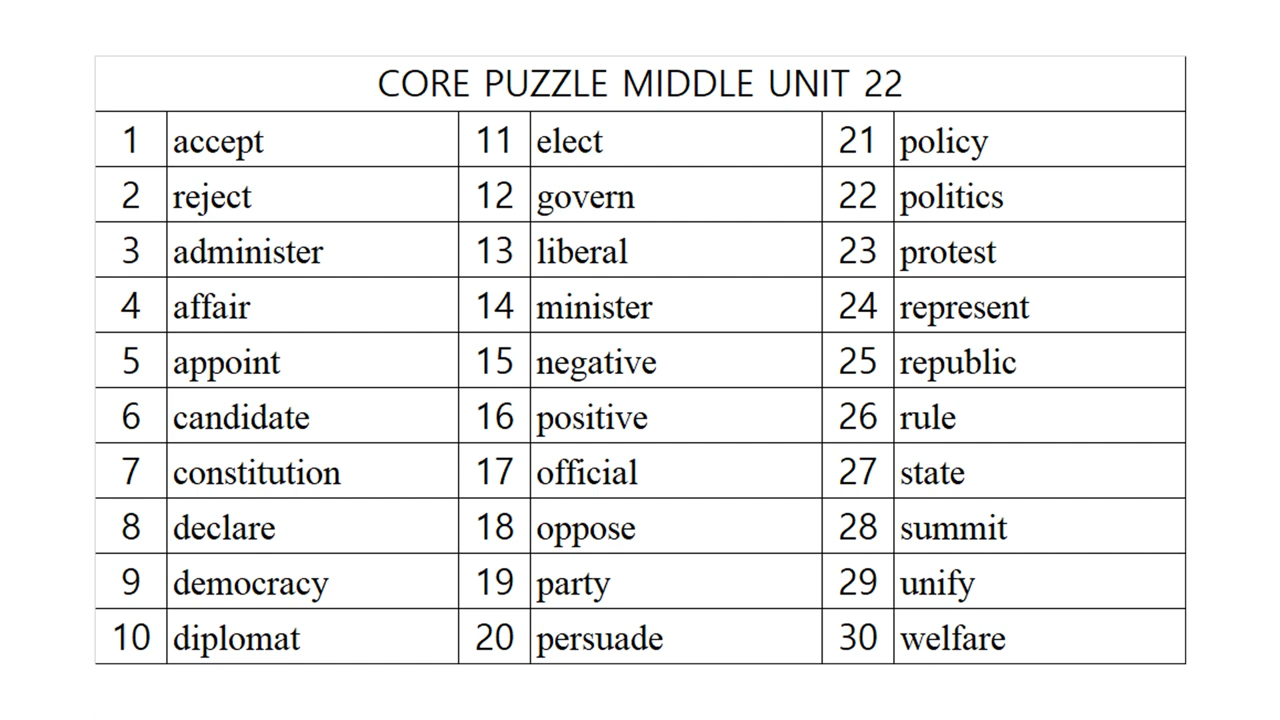 CORE PUZZLE MIDDLE UNIT 22
1 accept 11 elect 21 policy
2 reject 12 govern 22 politics
3 administer 13 liberal 23 protest
4 affair 14 minister 24 represent
5 appoint 15 negative 25 republic
6 candidate 16 positive 26 rule
7 constitution 17 official 27 state
8 declare 18 oppose 28 summit
9 democracy 19 party 29 unify
10 diplomat 20 persuade 30 welfare